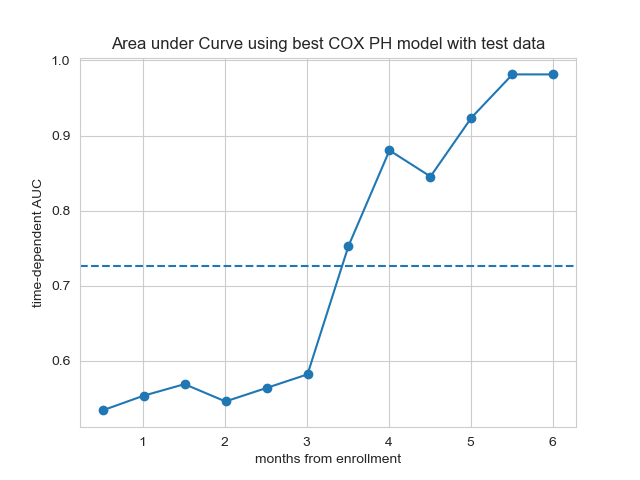 Area under Curve using best COX PH model with test data
1.0
0.9
0.8
0.7
0.6
time-dependent AUC
1 2 3 4 5 6
months from enrollment